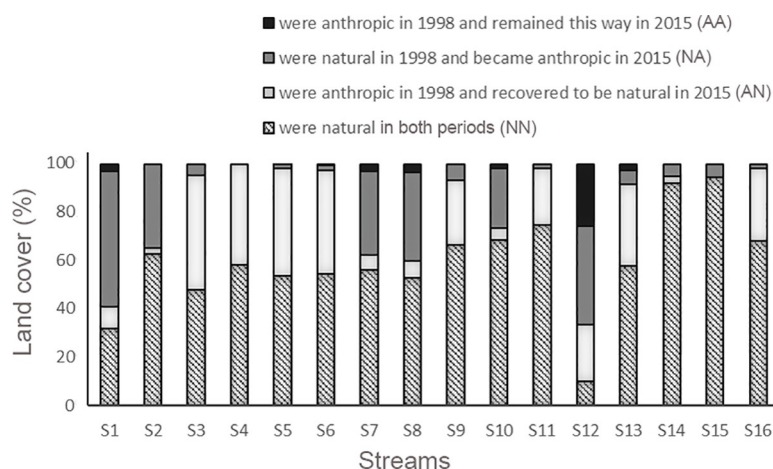 were anthropic in 1998 and remained this way in 2015 (AA)
were natural in 1998 and became anthropic in 2015 (NA)
were anthropic in 1998 and recovered to be natural in 2015 (AN)
were natural in both periods (NN)
100
80
60
40
20
0
Land cover (%)
S1 S2 S3 S4 S5 S6 S7 S8 S9 S10 S11 S12 S13 S14 S15 S16
Streams